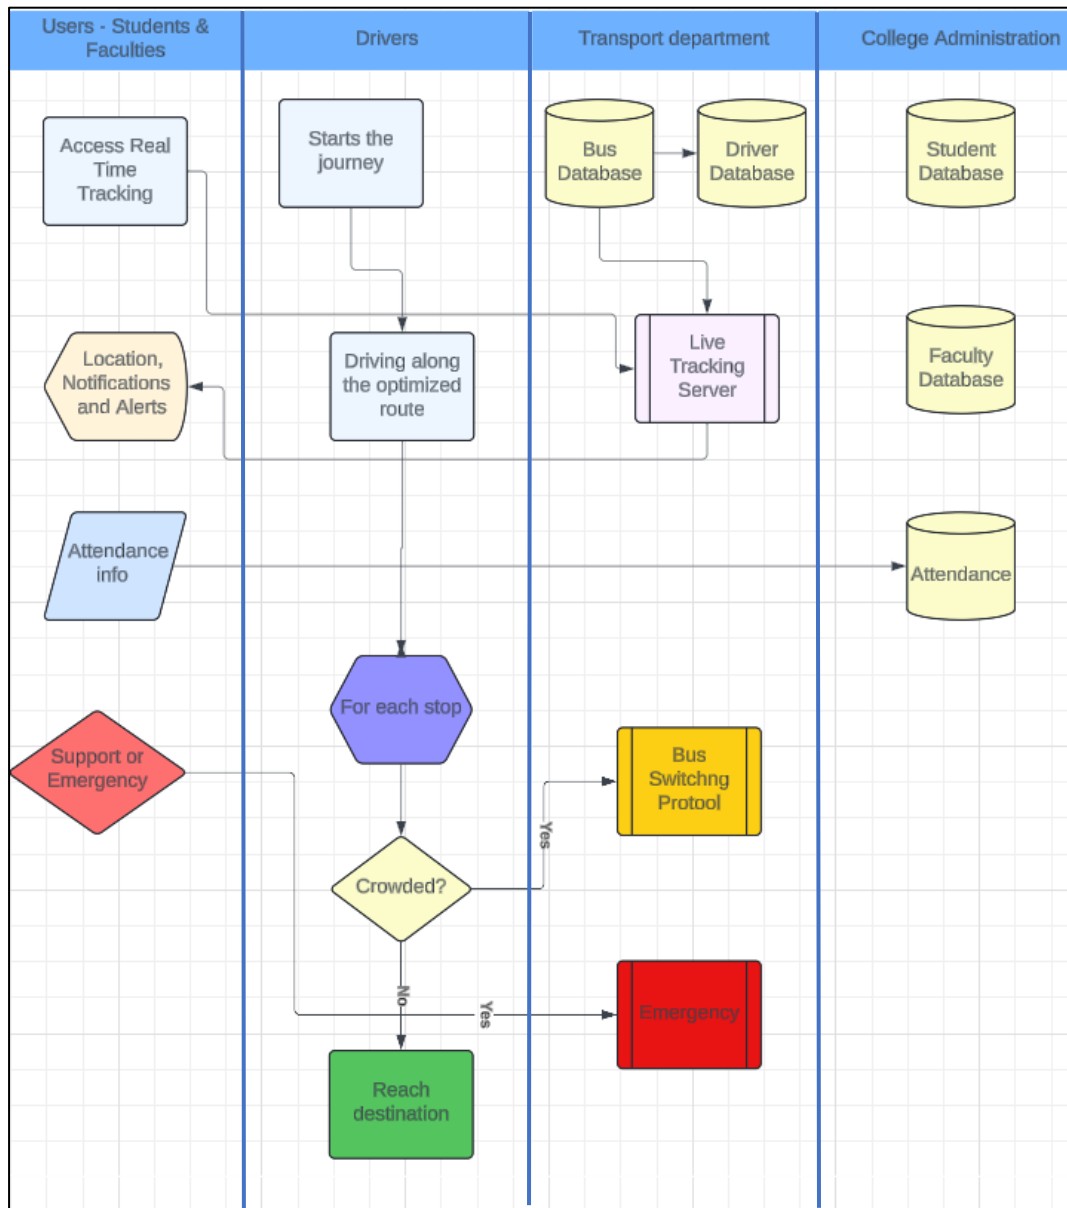 Users - Students &
Faculties
Drivers
Transport department
College Administration
Access Real
Time
Tracking
Starts the
journey
Bus
Database
Driver
Database
Student
Database
Location,
Notifications
and Alerts
Driving along
the optimized
route
Live
Tracking
Server
Faculty
Database
Attendance
info
Attendance
For each stop
Support or
Emergency
Bus
Switchng
Protool
Yes
Crowded?
No
Yes
Emergency
Reach
destination